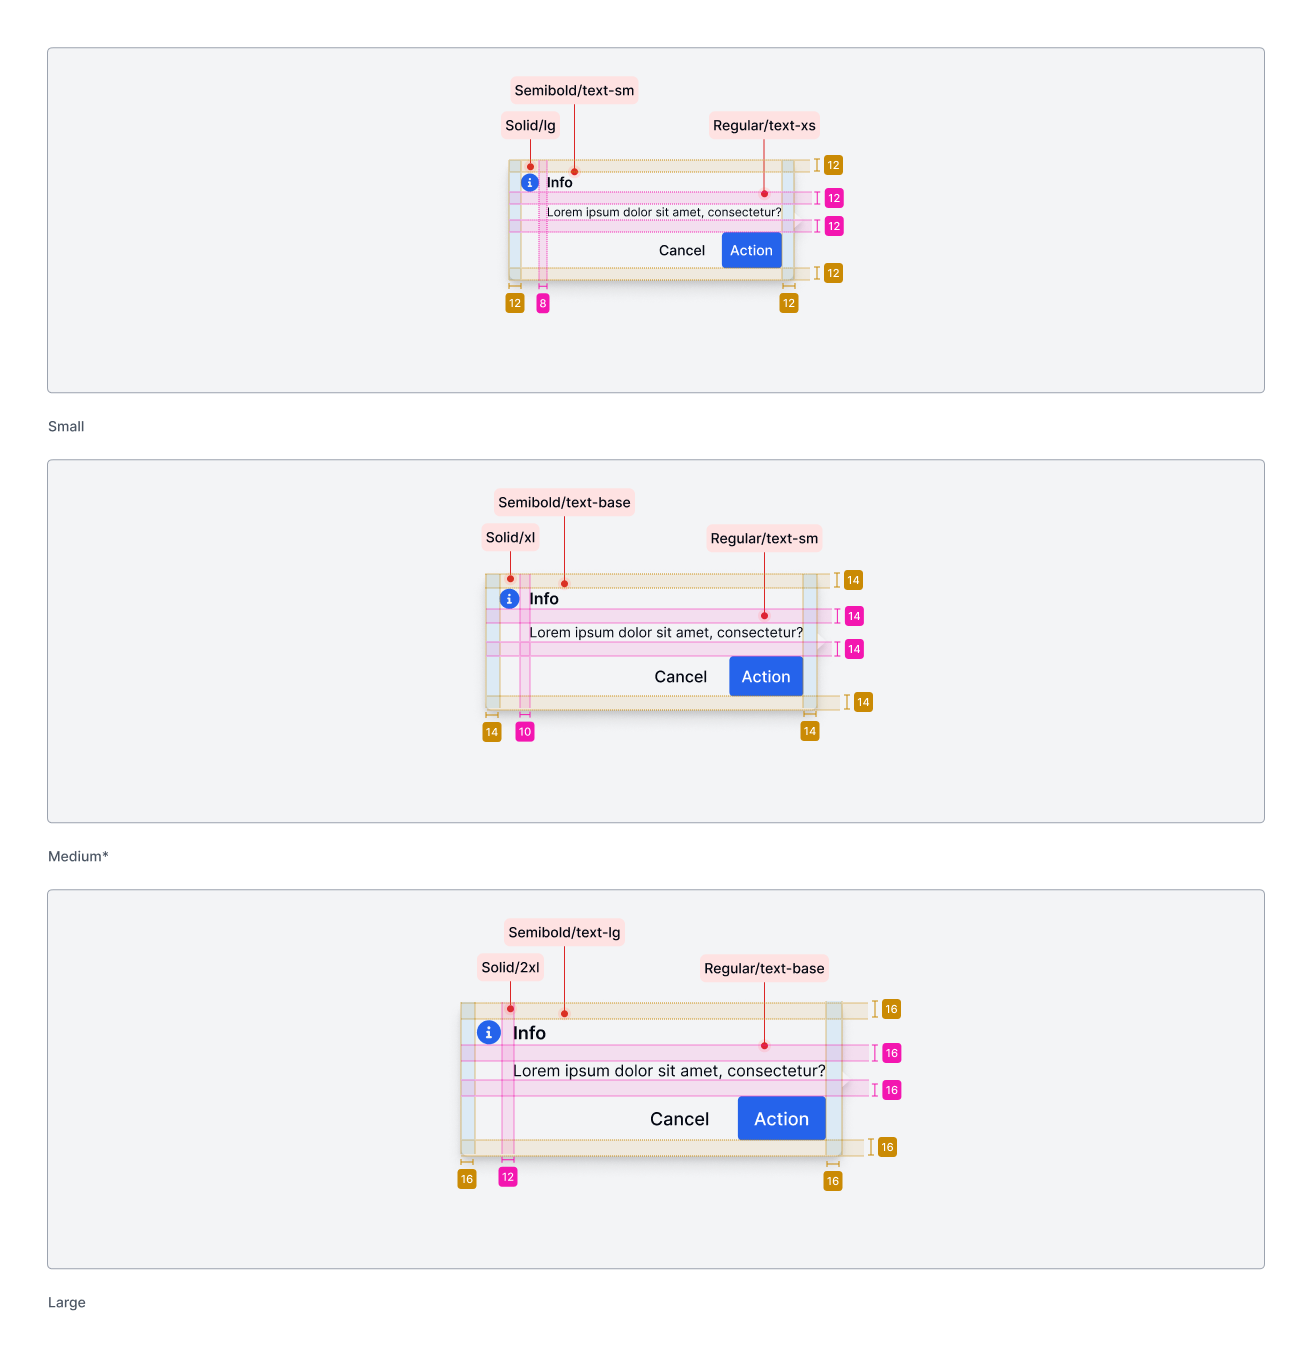 Semibold/text-sm
Solid/lg
Regular/text-xs
12
Info
12
Lorem ipsum dolor sit amet, consectetur?
12
Cancel
Action
12
12
8
12
Small
Semibold/text-base
Solid/xl
Regular/text-sm
14
Info
14
Lorem ipsum dolor sit amet, consectetur?
14
Cancel
Action
14
14
10
14
Medium*
Semibold/text-lg
Solid/2xl
Regular/text-base
16
Info
16
Lorem ipsum dolor sit amet, consectetur?
16
Cancel
Action
16
16
12
16
Large